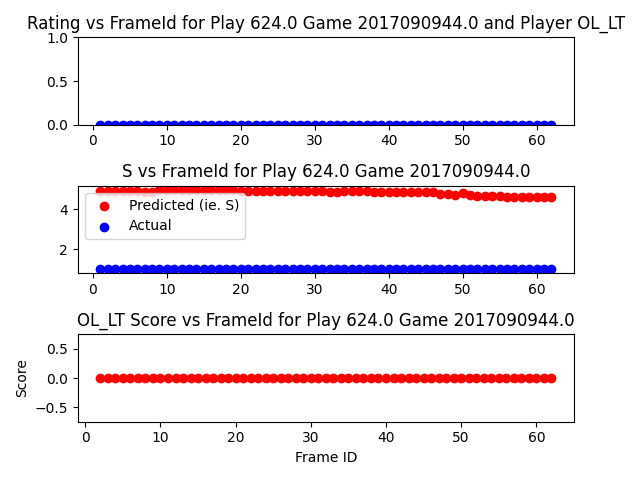 Rating vs FrameId for Play 624.0 Game 2017090944.0 and Player OL_LT
1.0
0.5
0.0
0 10 20 30 40 50 60
S vs FrameId for Play 624.0 Game 2017090944.0
4
2
Predicted (ie. S)
Actual
0 10 20 30 40 50 60
OL_LT Score vs FrameId for Play 624.0 Game 2017090944.0
Score
0.5
0.0
−0.5
0 10 20 30 40 50 60
Frame ID